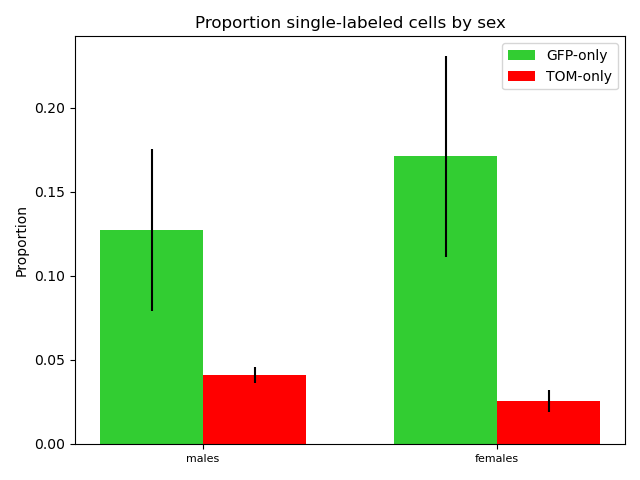 Proportion single-labeled cells by sex
GFP-only
TOM-only
Proportion
0.20
0.15
0.10
0.05
0.00
males
females